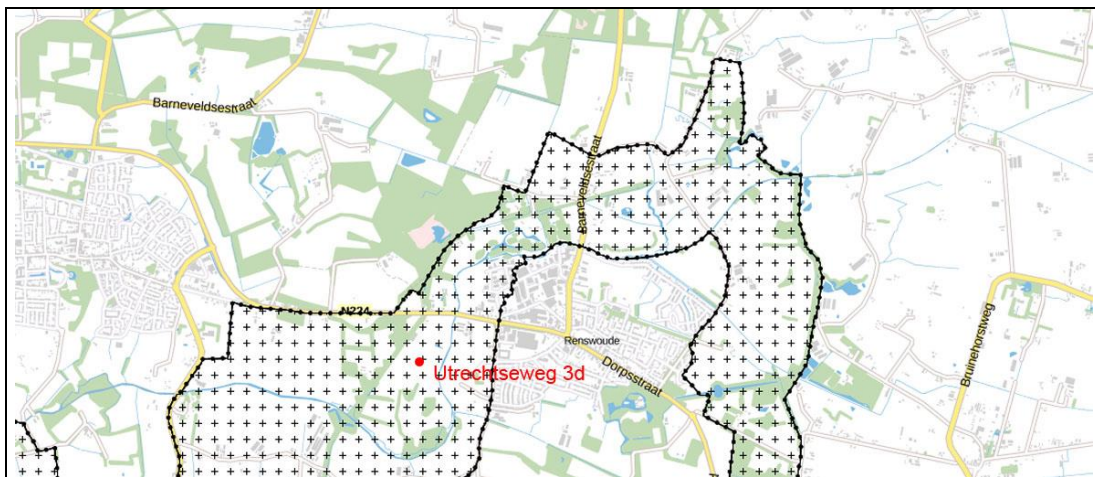 Barneveldsestraat
Barneveldsestraat
N224
Renswoude
Utrechtseweg 3d
Dorpsstraat
Bruinehorstweg